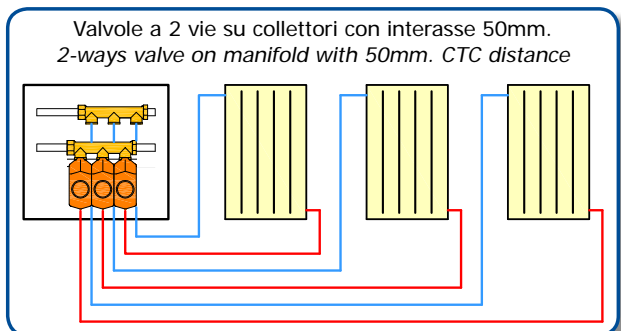 Valvole a 2 vie su collettori con interasse 50mm.
2-ways valve on manifold with 50mm. CTC distance